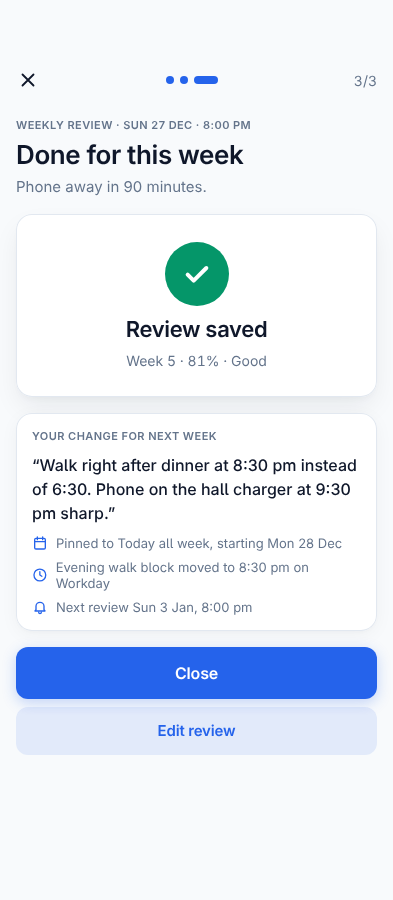 3/3
WEEKLY REVIEW · SUN 27 DEC · 8:00 PM
Done for this week
Phone away in 90 minutes.
Review saved
Week 5 · 81% · Good
YOUR CHANGE FOR NEXT WEEK
“Walk right after dinner at 8:30 pm instead
of 6:30. Phone on the hall charger at 9:30
pm sharp.”
Pinned to Today all week, starting Mon 28 Dec
Evening walk block moved to 8:30 pm on
Workday
Next review Sun 3 Jan, 8:00 pm
Close
Edit review